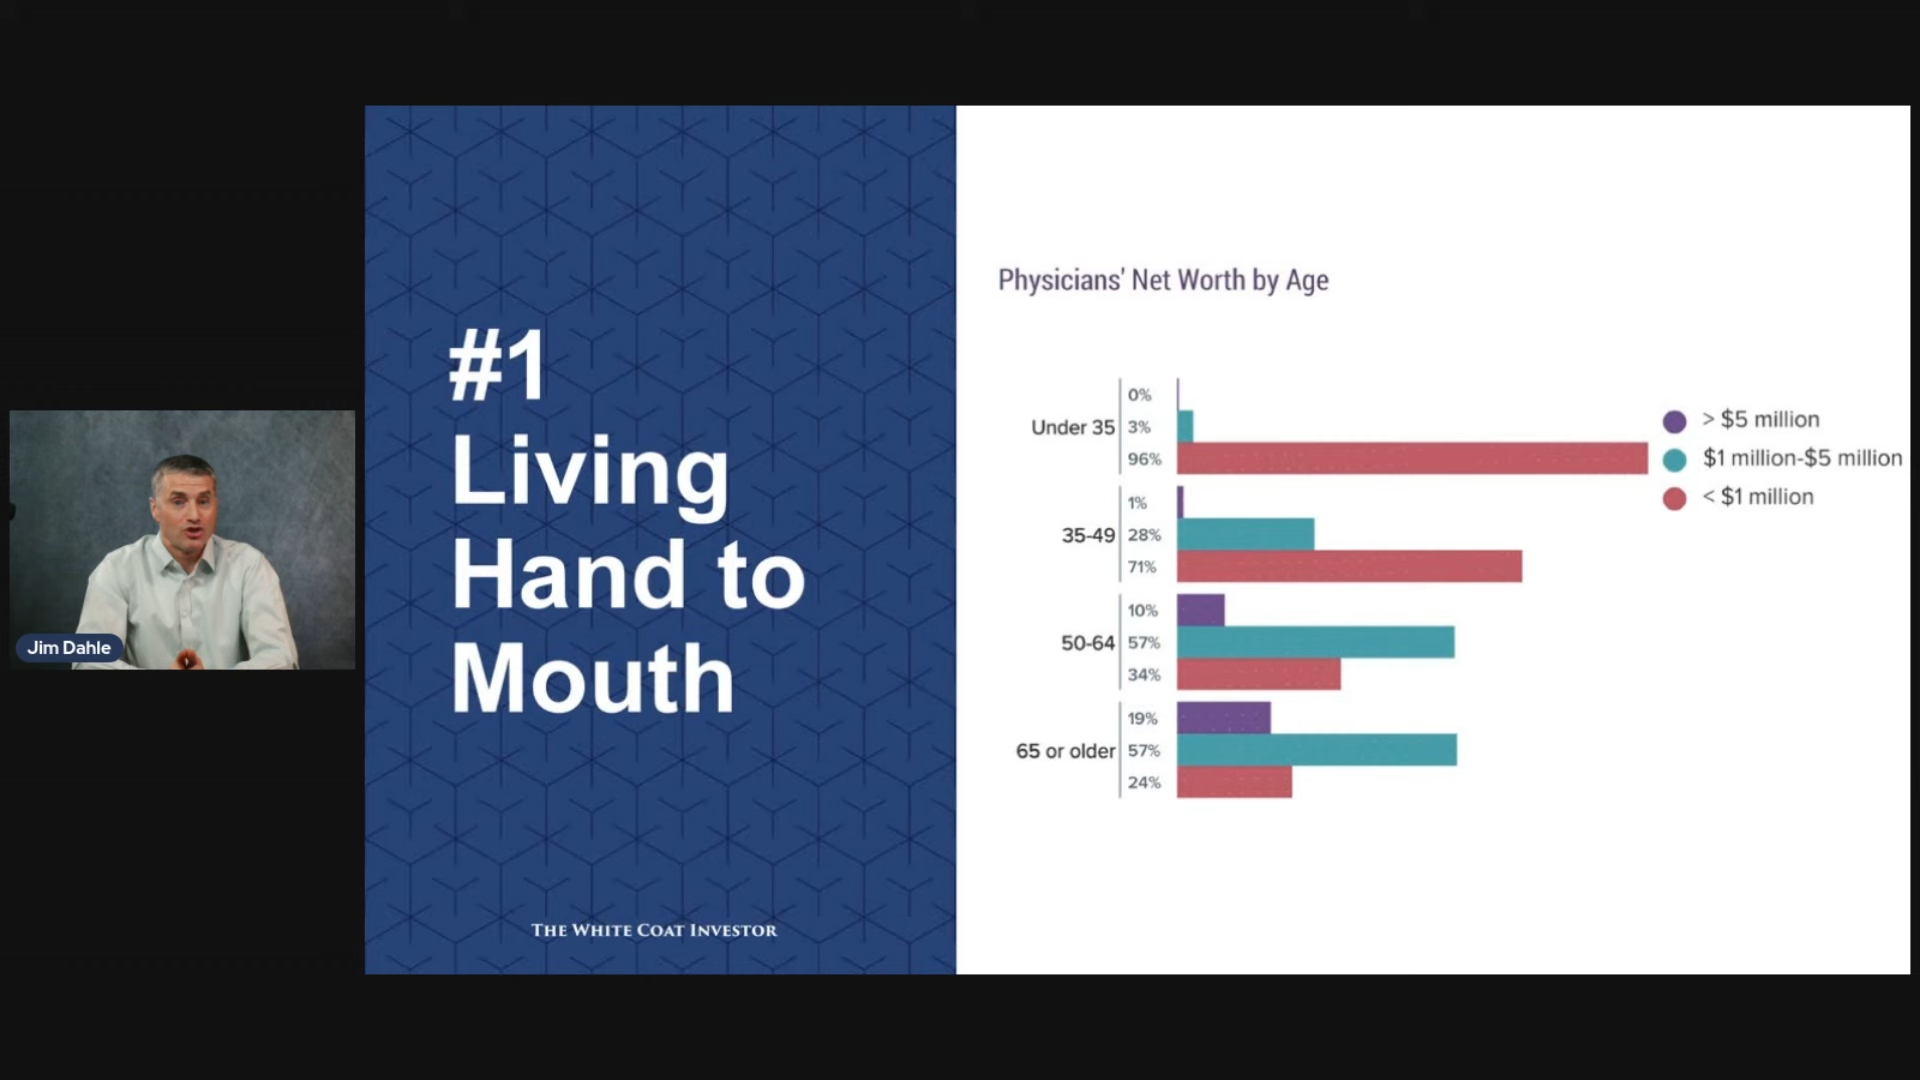 Jim Dahle
#1
Living
Hand to
Mouth
THE WHITE COAT INVESTOR
Physicians' Net Worth by Age
Under 35
0%
3%
96%
35-49
1%
28%
71%
50-64
10%
57%
34%
65 or older
19%
57%
24%
> $5 million
$1 million-$5 million
< $1 million